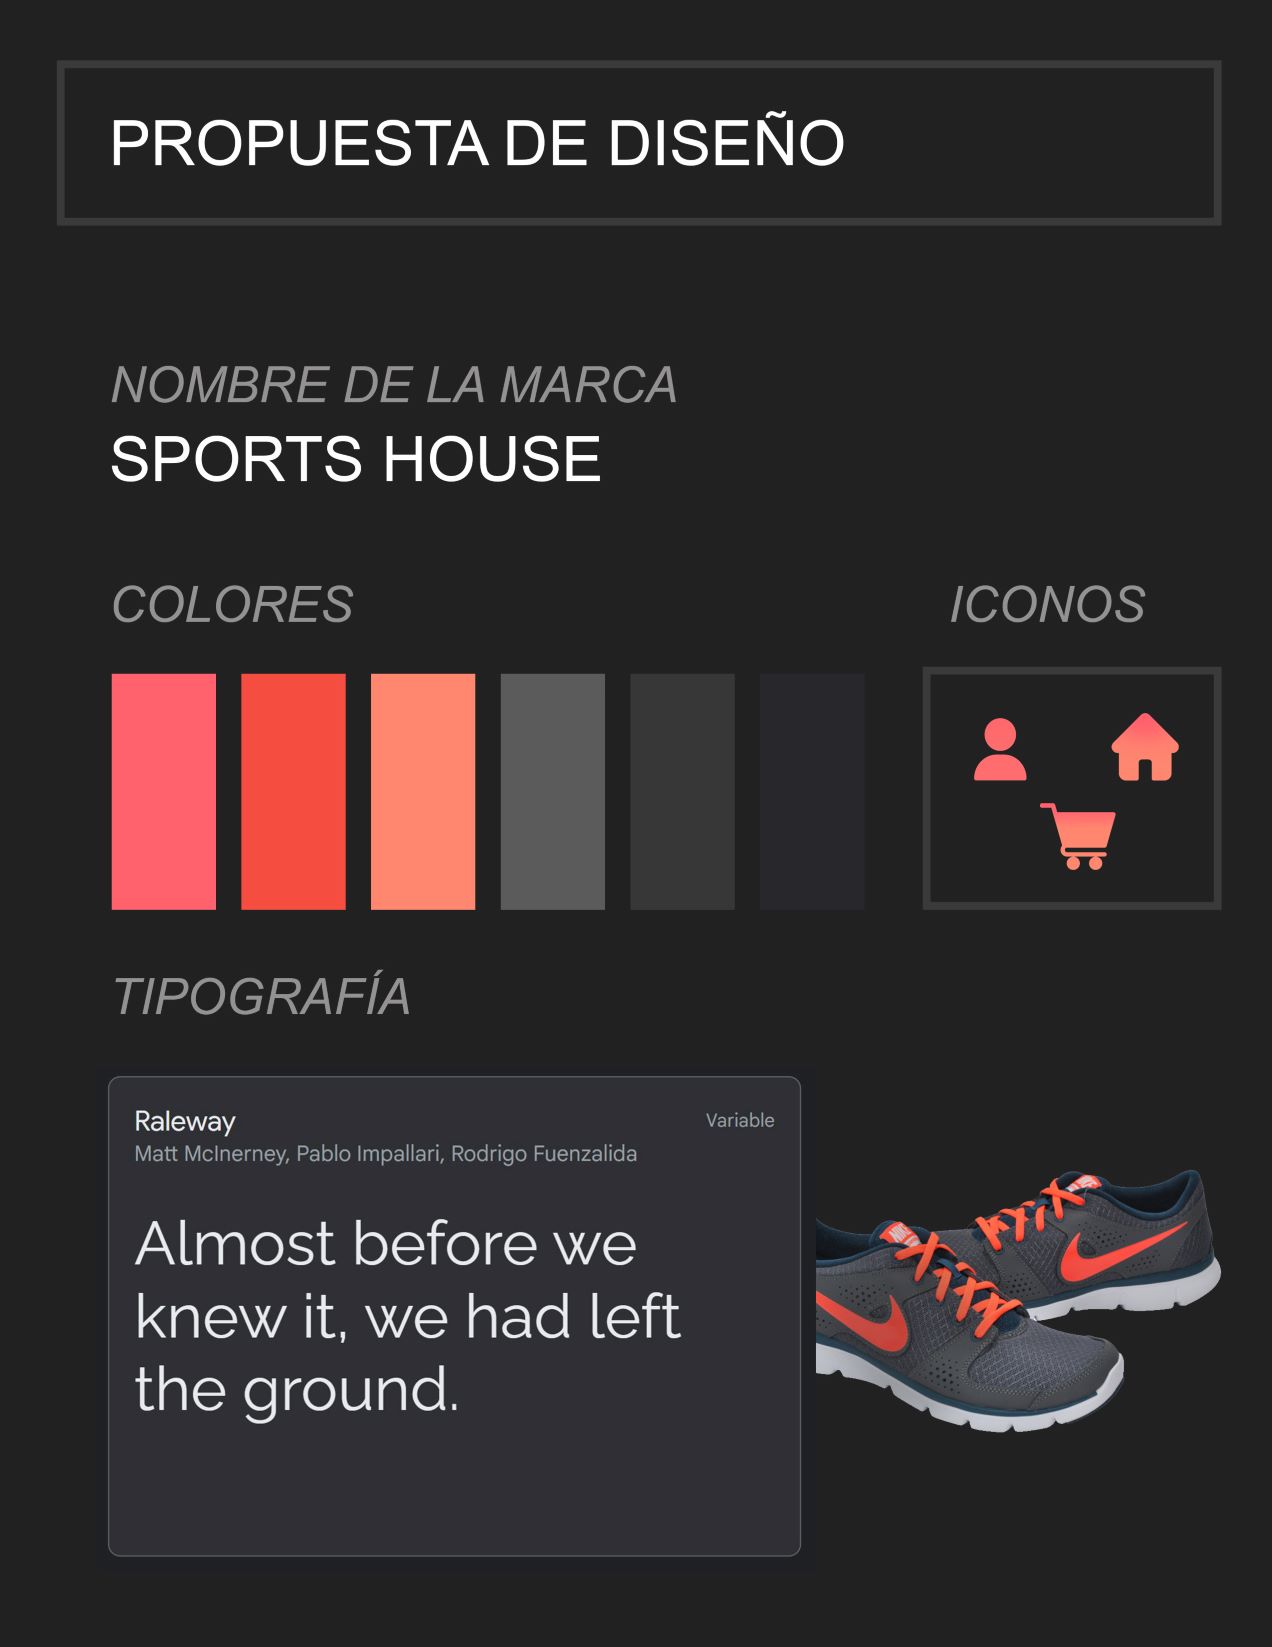 PROPUESTA DE DISEÑO
NOMBRE DE LA MARCA
SPORTS HOUSE
COLORES
ICONOS
TIPOGRAFÍA
Raleway
Variable
Matt McInerney, Pablo Impallari, Rodrigo Fuenzalida
Almost before we
knew it, we had left
the ground.